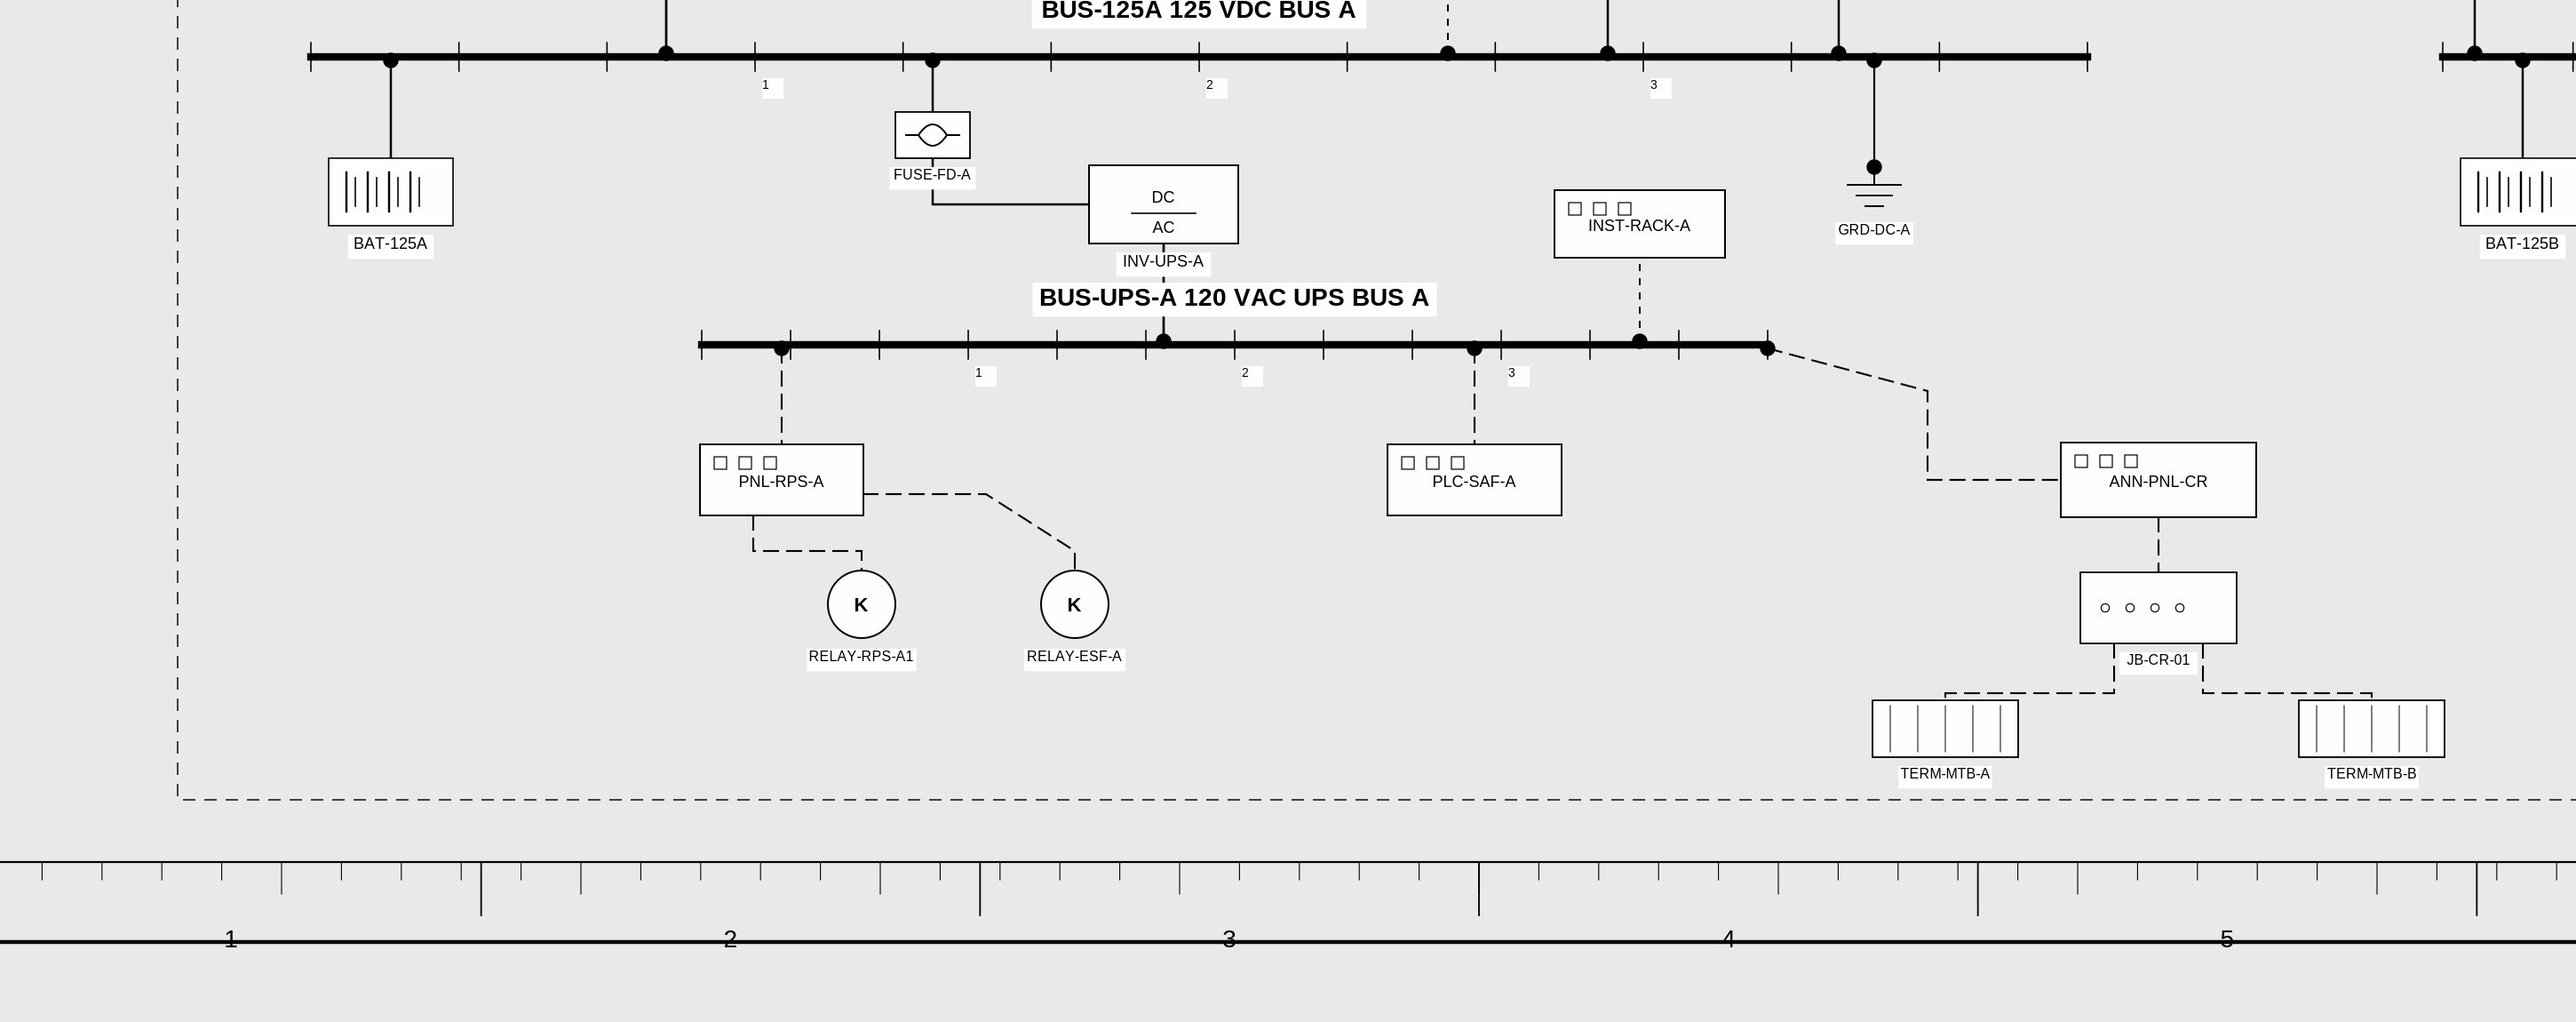 BUS-125A 125 VDC BUS A
1
2
3
FUSE-FD-A
DC
AC
INST-RACK-A
GRD-DC-A
BAT-125A
BAT-125B
INV-UPS-A
BUS-UPS-A 120 VAC UPS BUS A
1
2
3
PNL-RPS-A
PLC-SAF-A
ANN-PNL-CR
K
K
RELAY-RPS-A1
RELAY-ESF-A
JB-CR-01
TERM-MTB-A
TERM-MTB-B
1
2
3
4
5